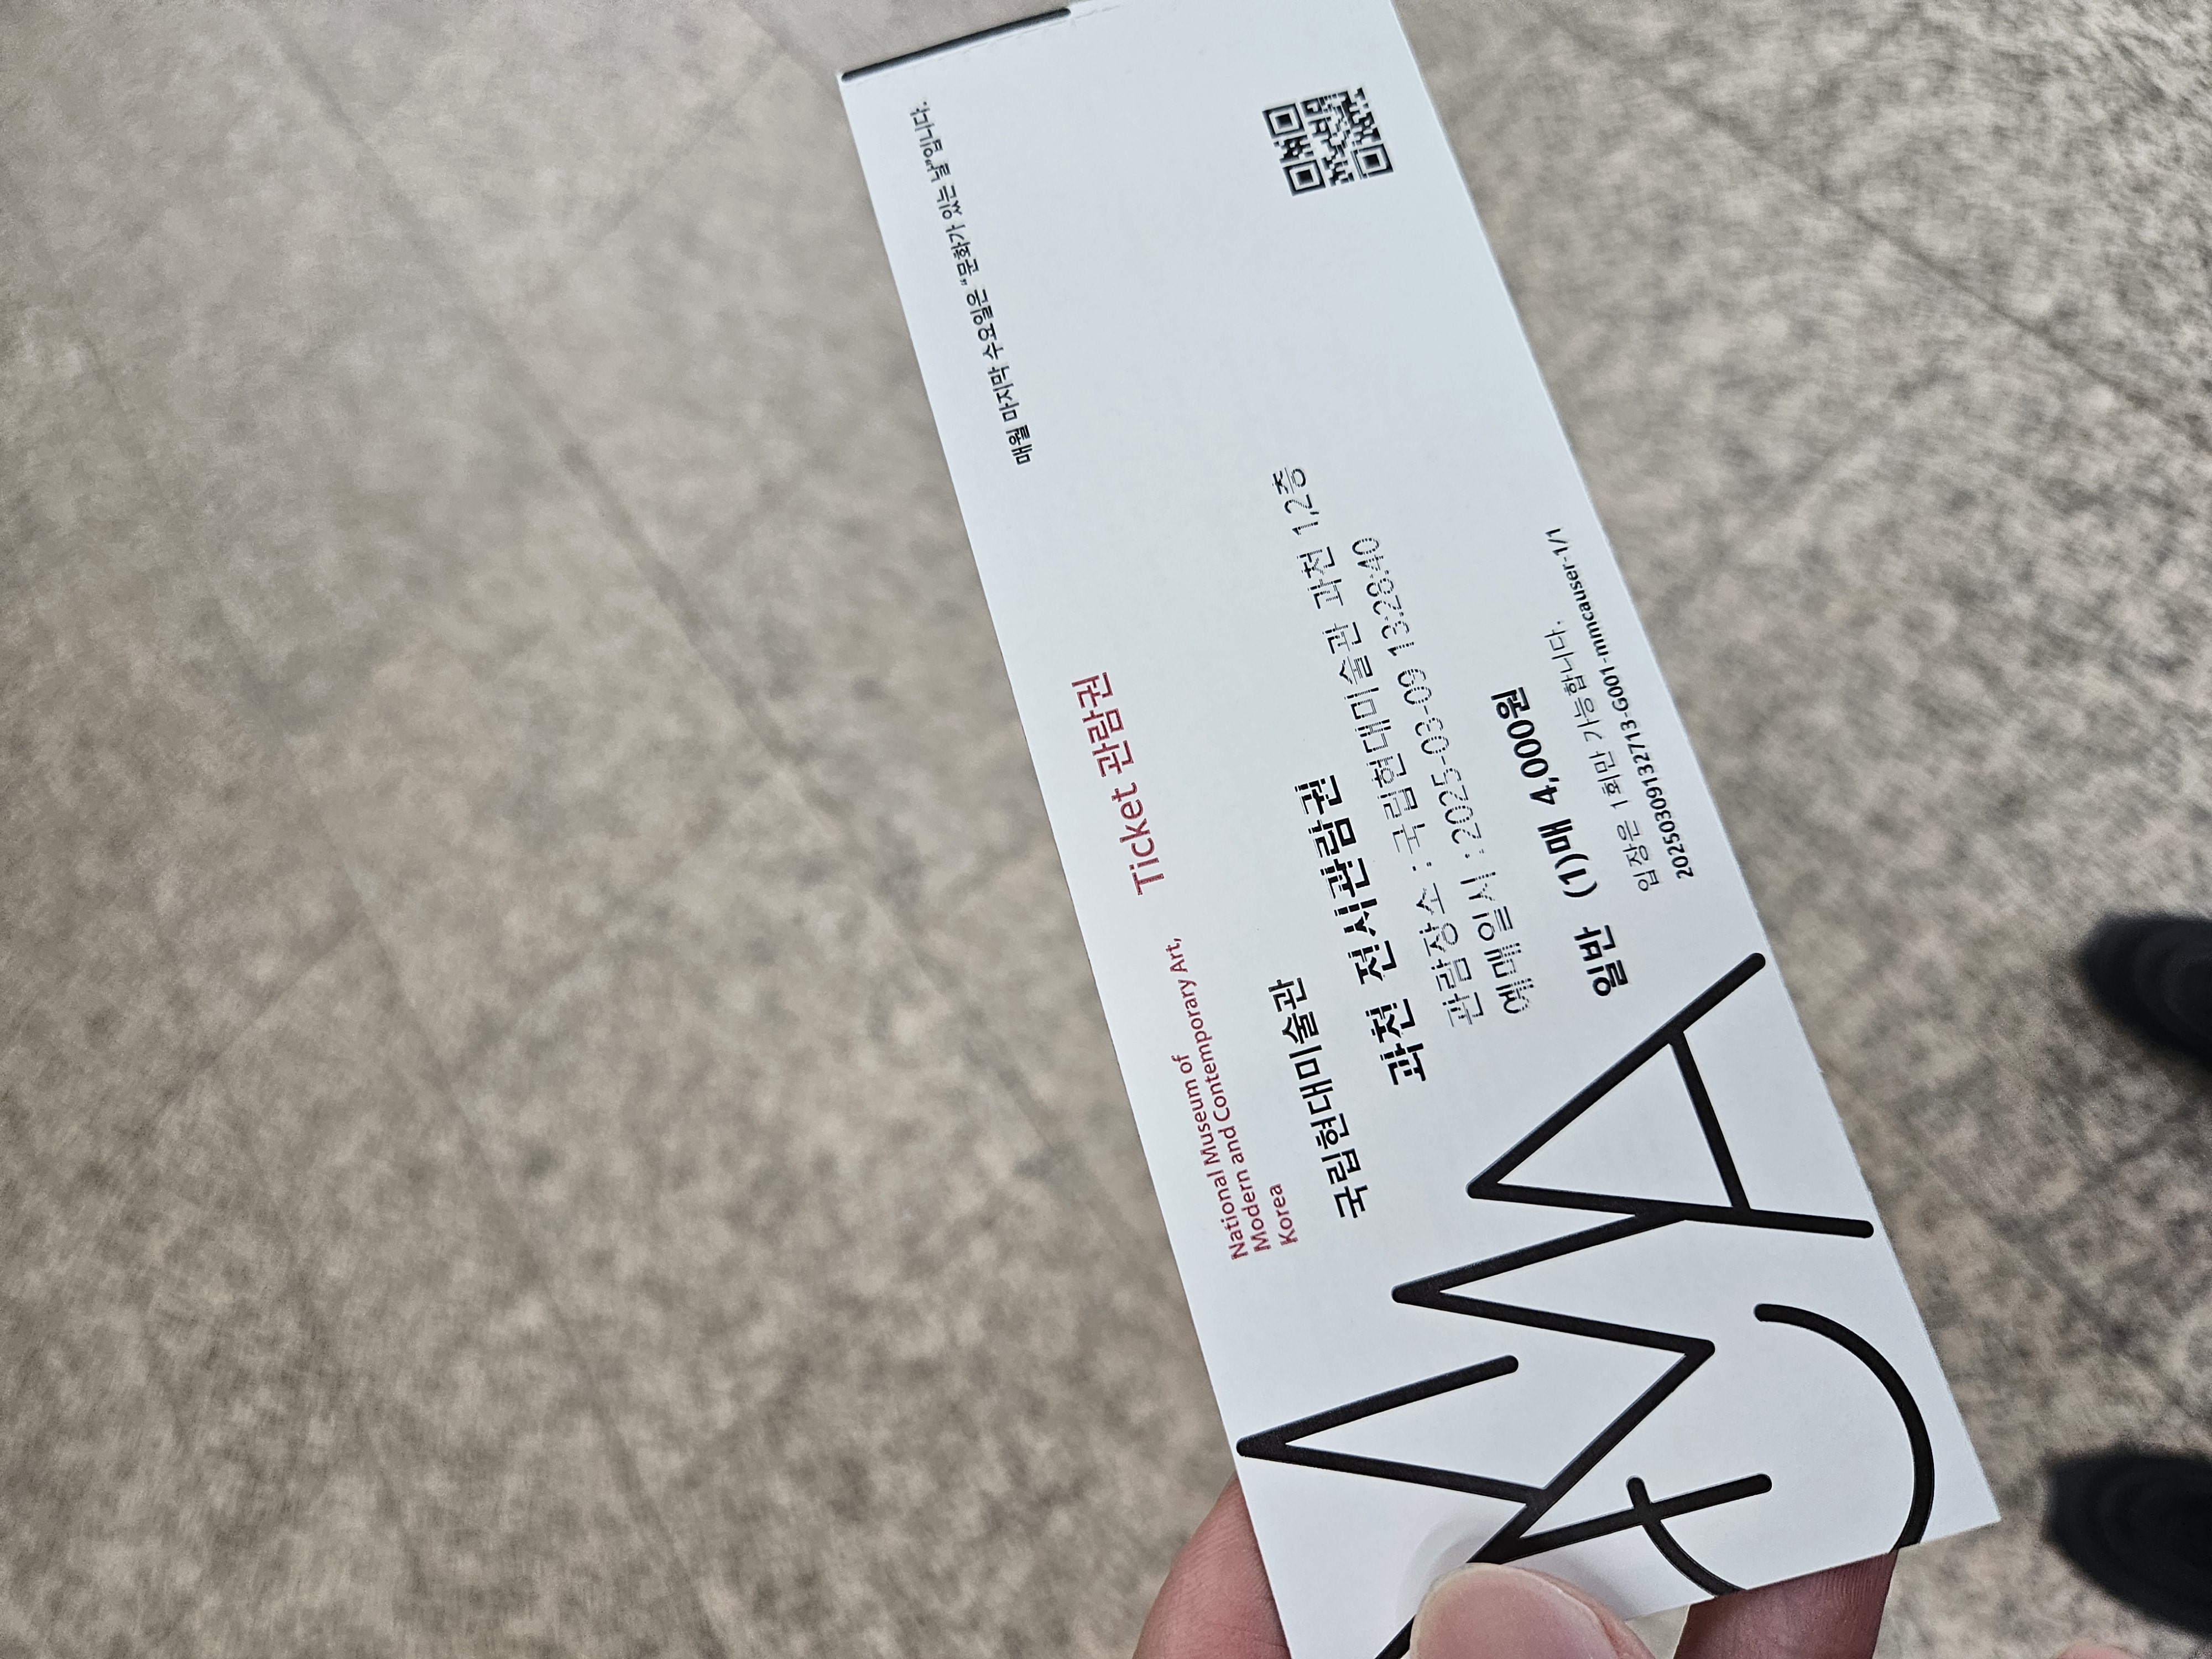 National Museum of
Modern and Contemporary Art,
Korea
Ticket 관람권
매월 마지막 수요일은 "문화가 있는 날"입니다.
국립현대미술관
과천 전시관람권
관람장소 : 국립현대미술관 과천 1,2층
예매일시 : 2025-03-09 13:28:40
일반 (1)매 4,000원
입장은 1회만 가능합니다.
20250309132713-G001-mmcauser-1/1